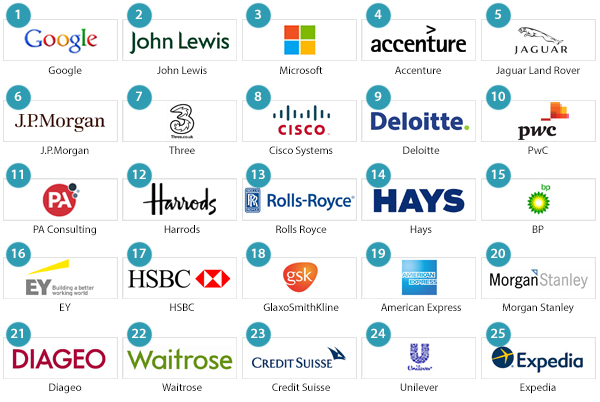 1 2 3 4 5
Google John Lewis accenture JAGUAR
Google John Lewis Microsoft Accenture Jaguar Land Rover
6 7 8 9 10
J.P.Morgan 3 CISCO Deloitte. pwc
Three.co.uk
J.P.Morgan Three Cisco Systems Deloitte PwC
11 12 13 14 15
PA Harrods RR Rolls-Royce HAYS bp
PA Consulting Harrods Rolls Royce Hays BP
16 17 18 19 20
EY Building a better working world HSBC gsk AMERICAN EXPRESS MorganStanley
EY HSBC GlaxoSmithKline American Express Morgan Stanley
21 22 23 24 25
DIAGEO Waitrose CREDIT SUISSE Unilever Expedia
Diageo Waitrose Credit Suisse Unilever Expedia